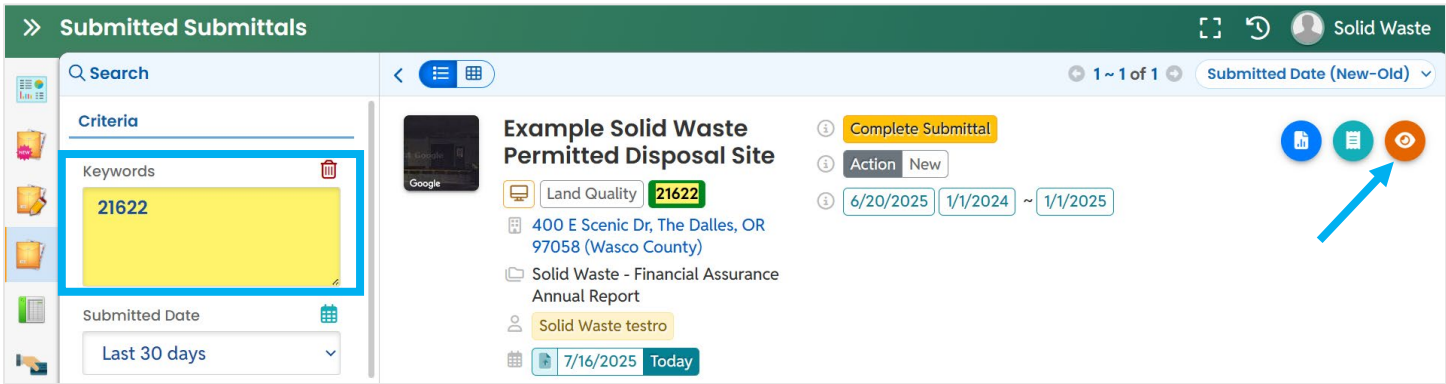 Submitted Submittals
Solid Waste
Search
1 ~ 1 of 1
Submitted Date (New-Old)
Criteria
Keywords
21622
Submitted Date
Last 30 days
NEW
Google
Example Solid Waste
Permitted Disposal Site
Land Quality 21622
400 E Scenic Dr, The Dalles, OR
97058 (Wasco County)
Solid Waste - Financial Assurance
Annual Report
Solid Waste testro
7/16/2025 Today
Complete Submittal
Action New
6/20/2025 1/1/2024 ~ 1/1/2025